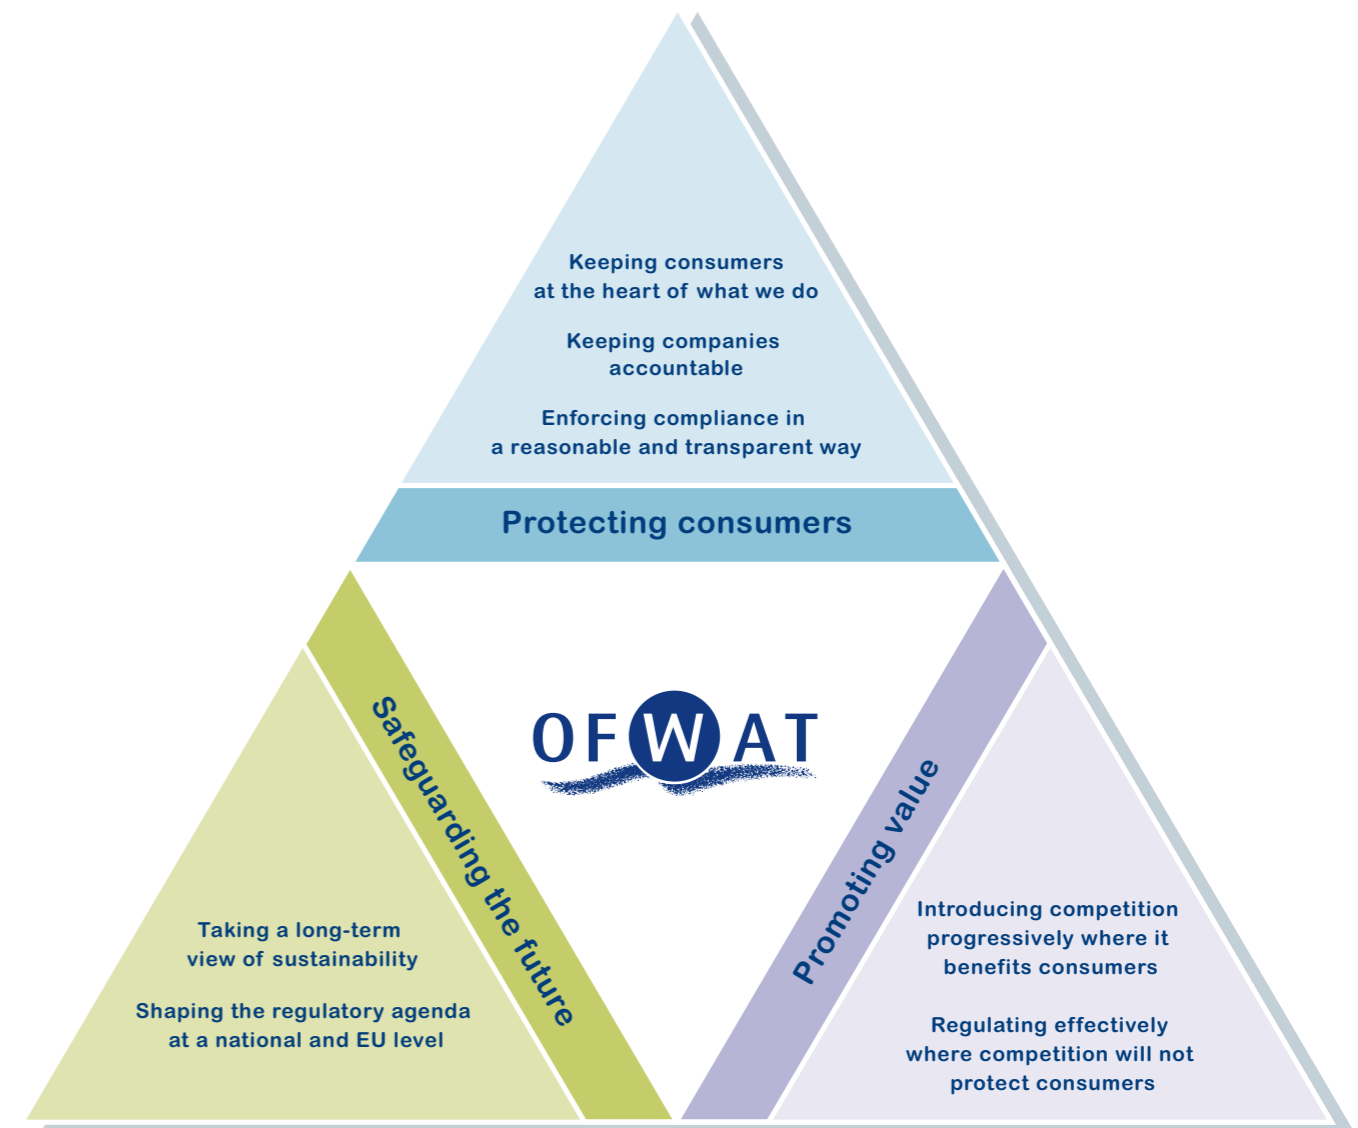 Keeping consumers
at the heart of what we do
Keeping companies
accountable
Enforcing compliance in
a reasonable and transparent way
Protecting consumers
Safeguarding the future
OFWAT
Promoting value
Taking a long-term
view of sustainability
Shaping the regulatory agenda
at a national and EU level
Introducing competition
progressively where it
benefits consumers
Regulating effectively
where competition will not
protect consumers